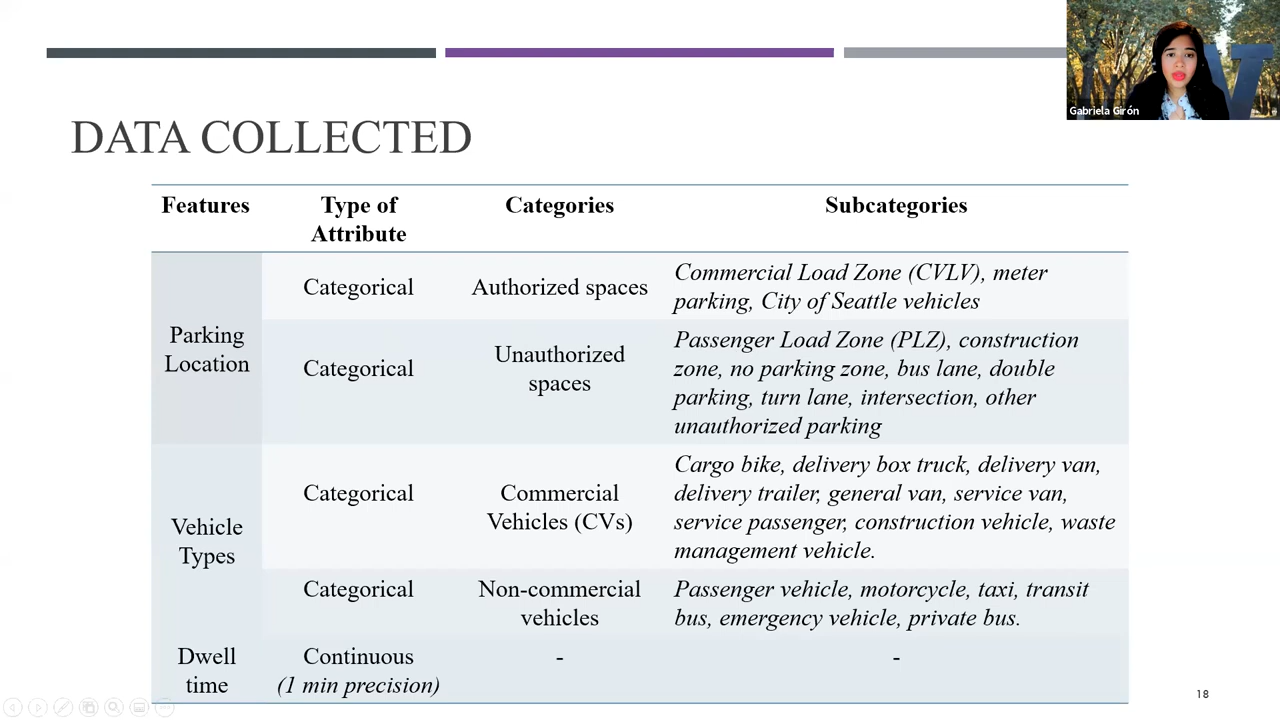 Gabriela Girón
DATA COLLECTED
Features
Type of
Attribute
Categories
Subcategories
Parking
Location
Categorical
Authorized spaces
Commercial Load Zone (CVLV), meter
parking, City of Seattle vehicles
Categorical
Unauthorized
spaces
Passenger Load Zone (PLZ), construction
zone, no parking zone, bus lane, double
parking, turn lane, intersection, other
unauthorized parking
Vehicle
Types
Categorical
Commercial
Vehicles (CVs)
Cargo bike, delivery box truck, delivery van,
delivery trailer, general van, service van,
service passenger, construction vehicle, waste
management vehicle.
Categorical
Non-commercial
vehicles
Passenger vehicle, motorcycle, taxi, transit
bus, emergency vehicle, private bus.
Dwell
time
Continuous
(1 min precision)
-
-
18